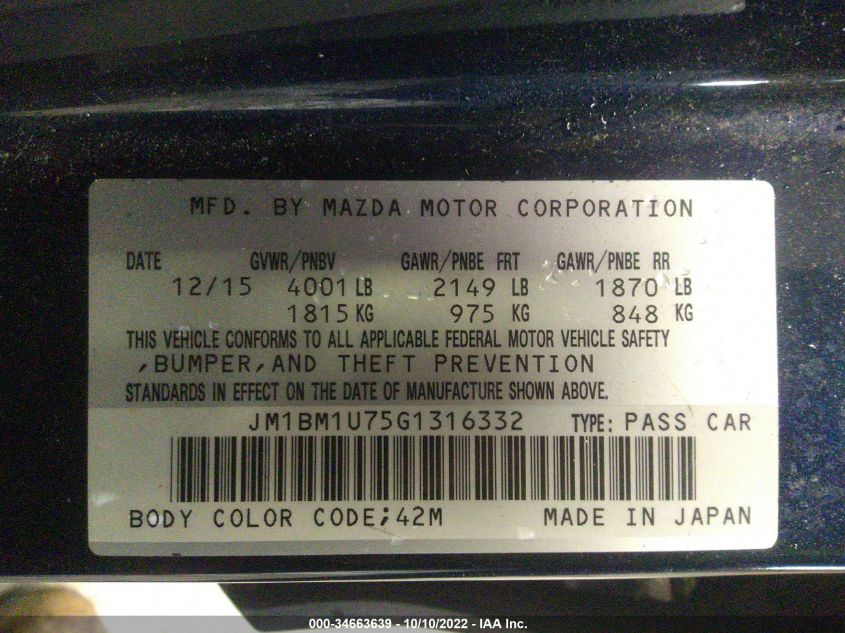 MFD. BY MAZDA MOTOR CORPORATION
DATE GVWR/PNBV GAWR/PNBE FRT GAWR/PNBE RR
12/15 4001 LB 2149 LB 1870 LB
1815 KG 975 KG 848 KG
THIS VEHICLE CONFORMS TO ALL APPLICABLE FEDERAL MOTOR VEHICLE SAFETY
,BUMPER,AND THEFT PREVENTION
STANDARDS IN EFFECT ON THE DATE OF MANUFACTURE SHOWN ABOVE.
JM1BM1U75G1316332 TYPE: PASS CAR
BODY COLOR CODE;42M MADE IN JAPAN
000-34663639 - 10/10/2022 - IAA Inc.